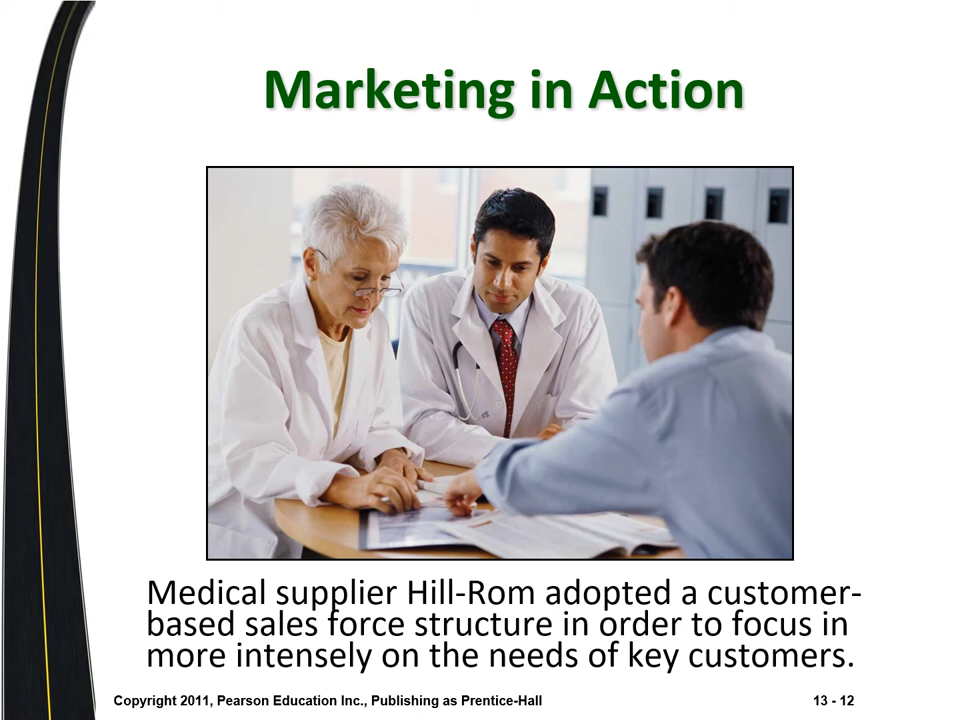 Marketing in Action
Medical supplier Hill-Rom adopted a customer-
based sales force structure in order to focus in
more intensely on the needs of key customers.
Copyright 2011, Pearson Education Inc., Publishing as Prentice-Hall 13 - 12